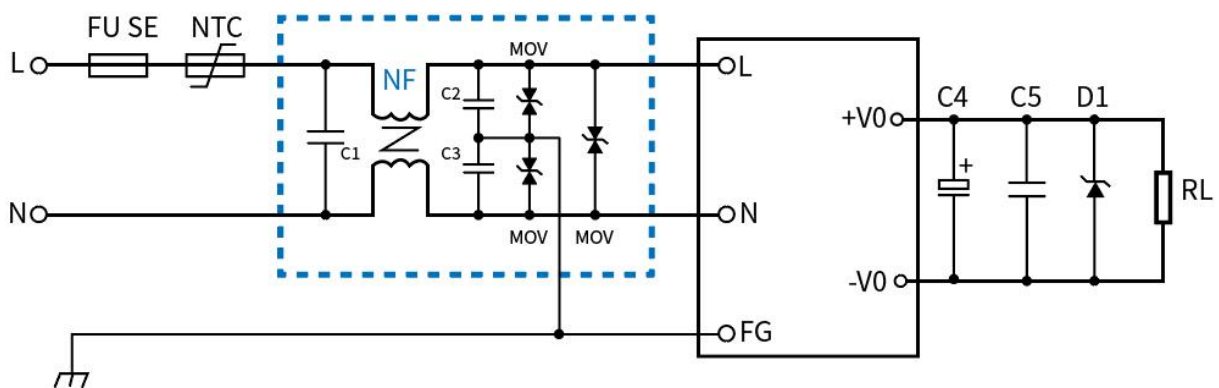 FU SE NTC
MOV
L
NF
C2
L
C4 C5 D1
+V0
C1
C3
+
RL
N
MOV MOV
N
-V0
FG